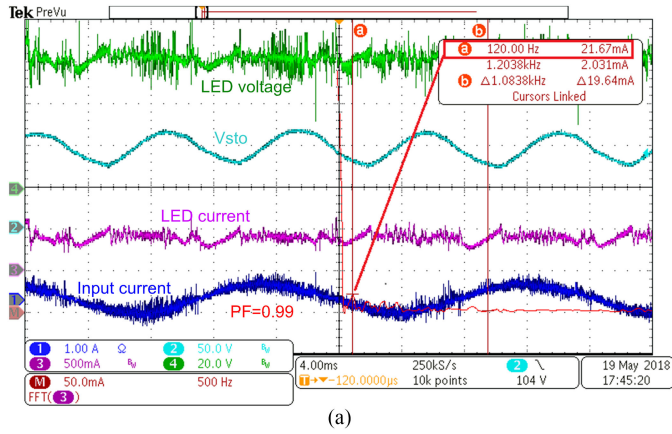 Tek PreVu
a b
a 120.00 Hz 21.67mA
1.2038kHz 2.031mA
b Δ1.0838kHz Δ19.64mA
Cursors Linked
LED voltage
Vsto
4
LED current
2
3
Input current
T
PF=0.99
M
1 1.00 A Ω 2 50.0 V BW
3 500mA BW 4 20.0 V BW
M 50.0mA 500 Hz
FFT( 3 )
4.00ms 250kS/s 2 \
T→▼−120.0000µs 10k points 104 V
19 May 2018
17:45:20
(a)